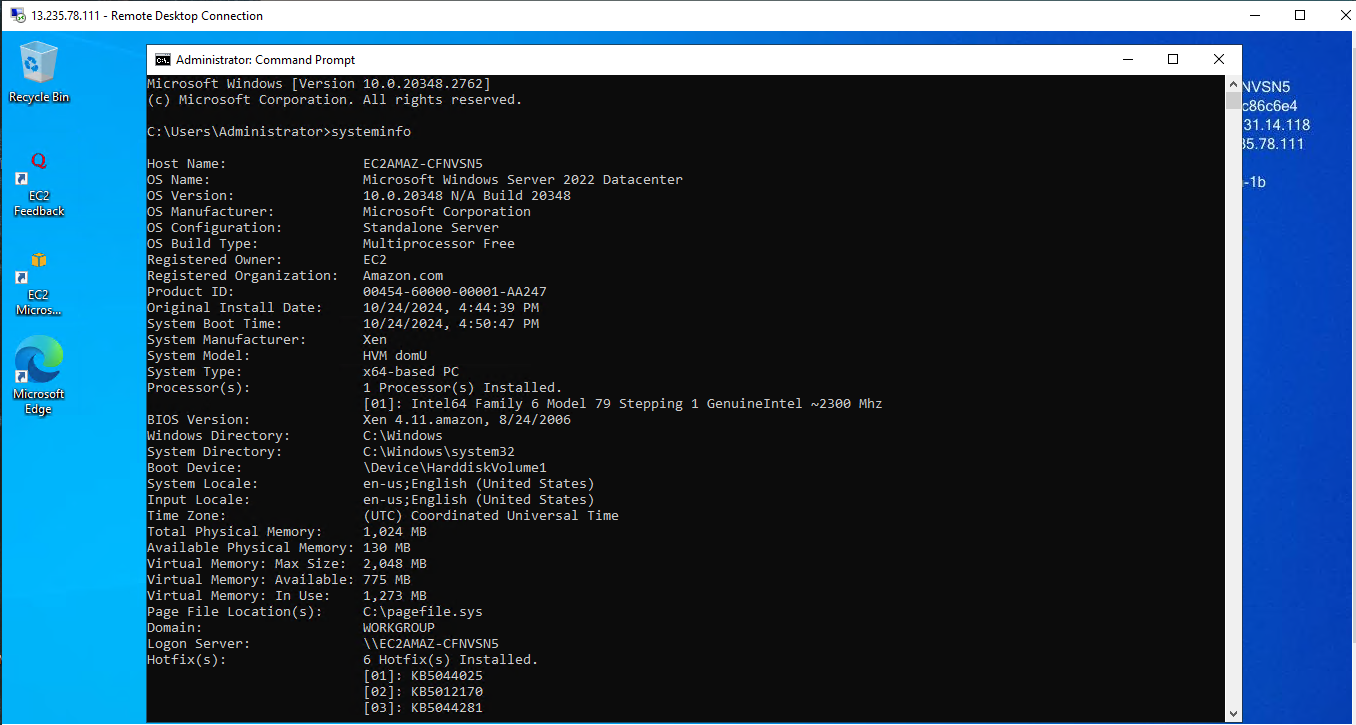 13.235.78.111 - Remote Desktop Connection
Recycle Bin
EC2
Feedback
EC2
Micros...
Microsoft
Edge
Administrator: Command Prompt
Microsoft Windows [Version 10.0.20348.2762]
(c) Microsoft Corporation. All rights reserved.
C:\Users\Administrator>systeminfo
Host Name: EC2AMAZ-CFNVSN5
OS Name: Microsoft Windows Server 2022 Datacenter
OS Version: 10.0.20348 N/A Build 20348
OS Manufacturer: Microsoft Corporation
OS Configuration: Standalone Server
OS Build Type: Multiprocessor Free
Registered Owner: EC2
Registered Organization: Amazon.com
Product ID: 00454-60000-00001-AA247
Original Install Date: 10/24/2024, 4:44:39 PM
System Boot Time: 10/24/2024, 4:50:47 PM
System Manufacturer: Xen
System Model: HVM domU
System Type: x64-based PC
Processor(s): 1 Processor(s) Installed.
[01]: Intel64 Family 6 Model 79 Stepping 1 GenuineIntel ~2300 Mhz
BIOS Version: Xen 4.11.amazon, 8/24/2006
Windows Directory: C:\Windows
System Directory: C:\Windows\system32
Boot Device: \Device\HarddiskVolume1
System Locale: en-us;English (United States)
Input Locale: en-us;English (United States)
Time Zone: (UTC) Coordinated Universal Time
Total Physical Memory: 1,024 MB
Available Physical Memory: 130 MB
Virtual Memory: Max Size: 2,048 MB
Virtual Memory: Available: 775 MB
Virtual Memory: In Use: 1,273 MB
Page File Location(s): C:\pagefile.sys
Domain: WORKGROUP
Logon Server: \\EC2AMAZ-CFNVSN5
Hotfix(s): 6 Hotfix(s) Installed.
[01]: KB5044025
[02]: KB5012170
[03]: KB5044281
NVSN5
c86c6e4
31.14.118
35.78.111
-1b